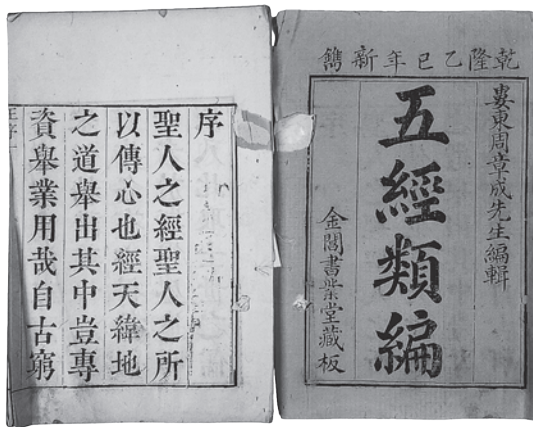 乾隆乙巳年新鐫
婁東周章成先生編輯
五經類編
金閶書業堂藏板
序
聖人之經聖人之所
以傳心也經天緯地
之道舉出其中豈專
資舉業用哉自古窮